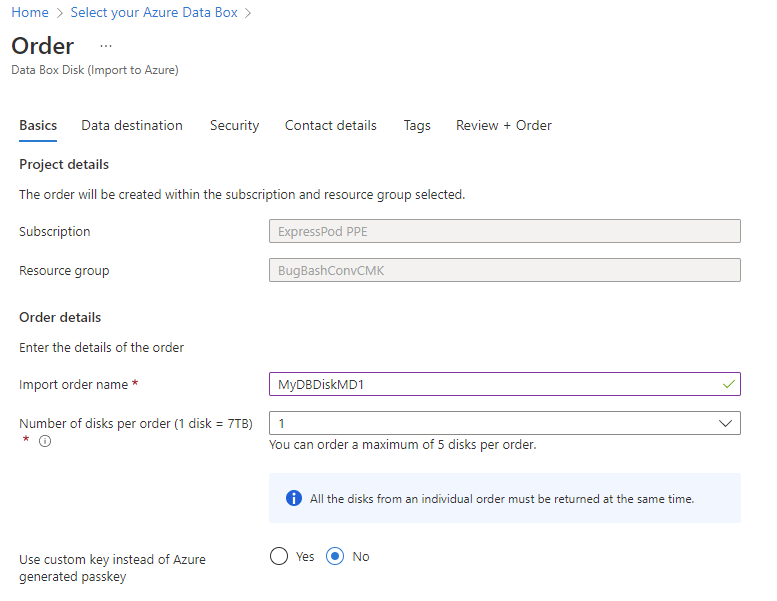 Home > Select your Azure Data Box >
Order ...
Data Box Disk (Import to Azure)
Basics Data destination Security Contact details Tags Review + Order
Project details
The order will be created within the subscription and resource group selected.
Subscription ExpressPod PPE
Resource group BugBashConvCMK
Order details
Enter the details of the order
Import order name * MyDBDiskMD1
Number of disks per order (1 disk = 7TB) 1
*
You can order a maximum of 5 disks per order.
All the disks from an individual order must be returned at the same time.
Use custom key instead of Azure Yes No
generated passkey